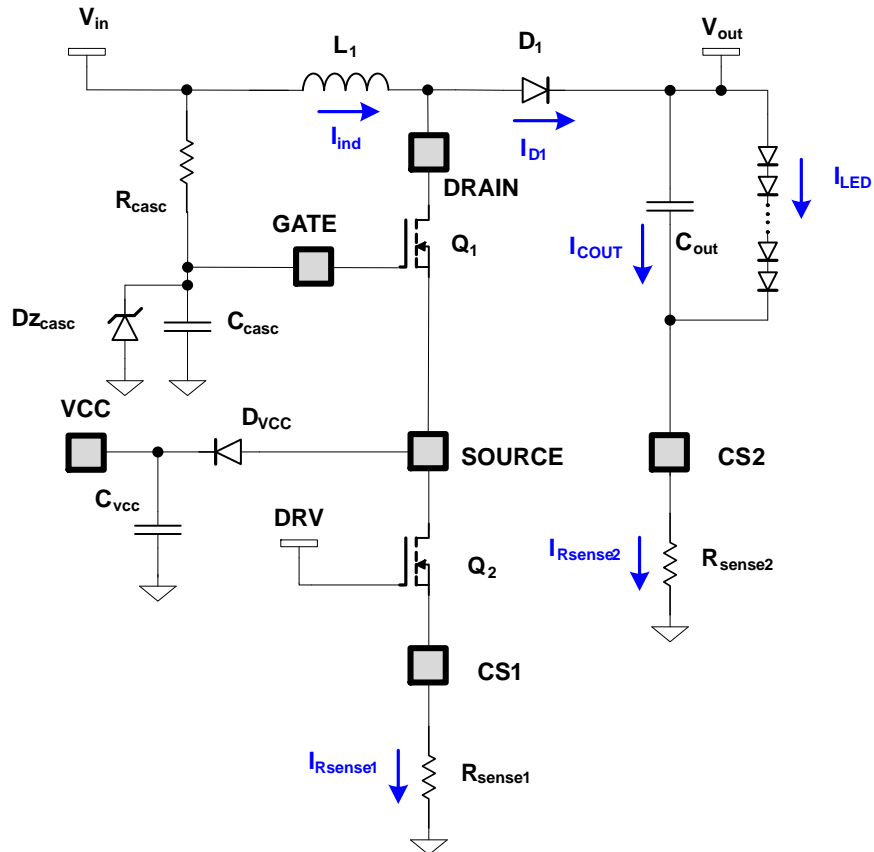 Vin
Vout
L1
D1
Iind
ID1
DRAIN
Rcasc
ILED
GATE
Q1
ICOUT
Cout
Dzcasc
Ccasc
VCC
DVCC
SOURCE
CS2
Cvcc
DRV
Q2
IRsense2
Rsense2
CS1
IRsense1
Rsense1